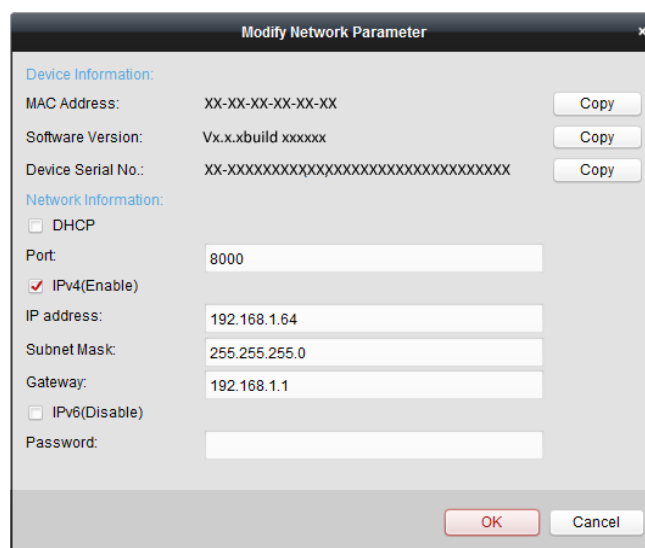 Modify Network Parameter ×
Device Information:
MAC Address: XX-XX-XX-XX-XX-XX Copy
Software Version: Vx.x.xbuild xxxxxx Copy
Device Serial No.: XX-XXXXXXXXXXXXXXXXXXXXXXXXXXXXXXXX Copy
Network Information:
DHCP
Port: 8000
IPv4(Enable)
IP address: 192.168.1.64
Subnet Mask: 255.255.255.0
Gateway: 192.168.1.1
IPv6(Disable)
Password:
OK Cancel